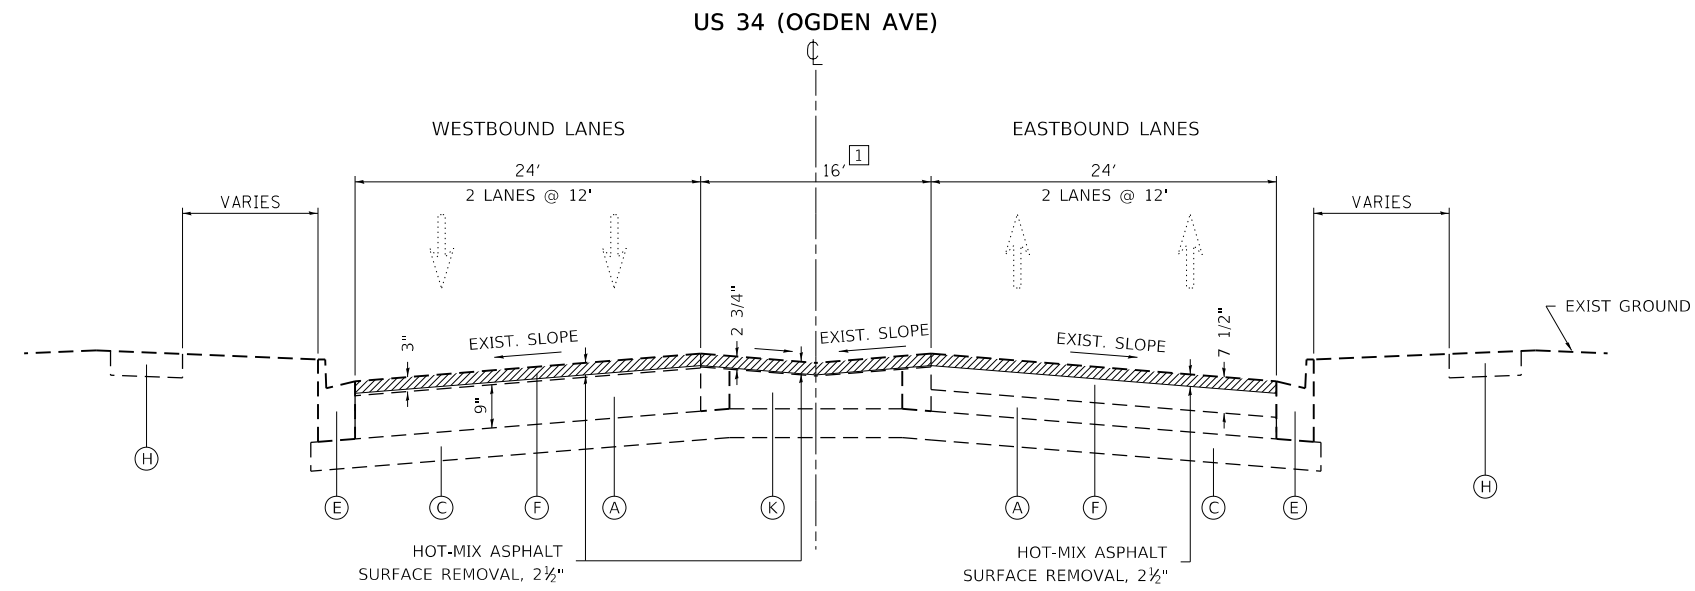 US 34 (OGDEN AVE)
℄
WESTBOUND LANES
EASTBOUND LANES
24'
16'
1
24'
2 LANES @ 12'
2 LANES @ 12'
VARIES
VARIES
EXIST GROUND
3"
EXIST. SLOPE
2 3/4"
EXIST. SLOPE
EXIST. SLOPE
7 1/2"
9"
H
H
E
C
F
A
K
A
F
C
E
HOT-MIX ASPHALT
SURFACE REMOVAL, 2½"
HOT-MIX ASPHALT
SURFACE REMOVAL, 2½"